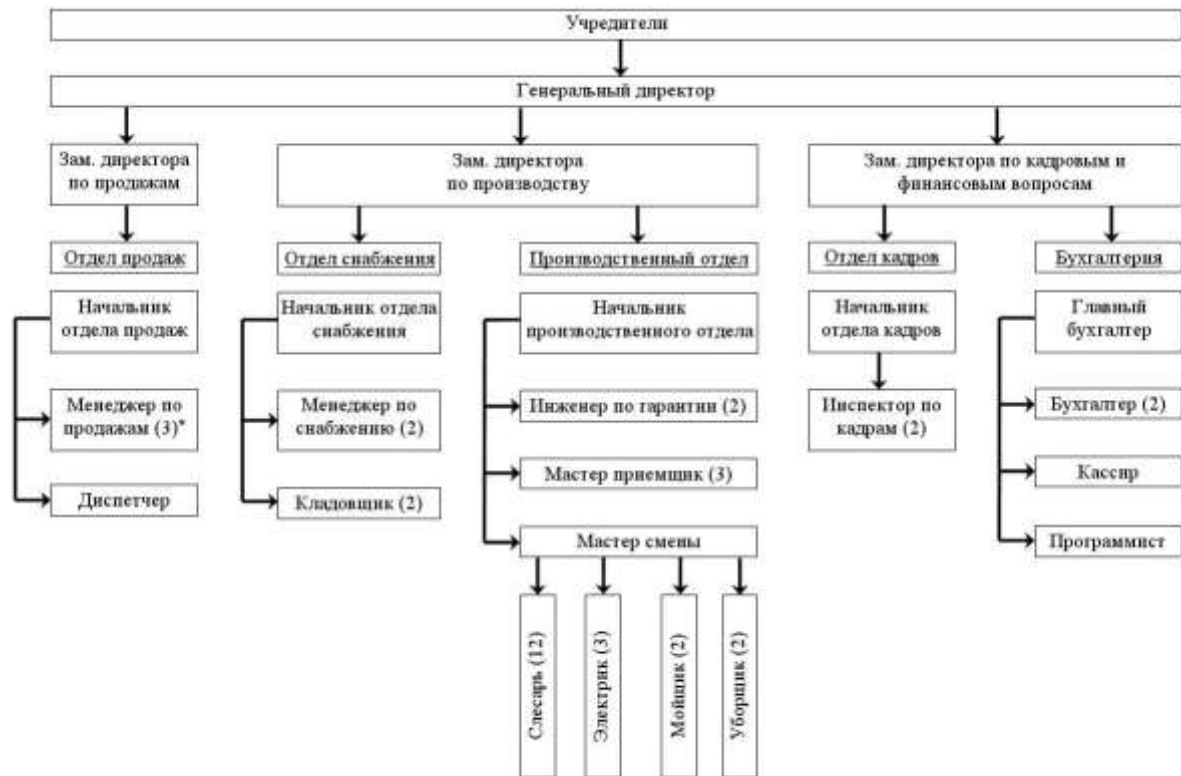 Учредители
Генеральный директор
Зам. директора
по продажам
Зам. директора
по производству
Зам. директора по кадровым и
финансовым вопросам
Отдел продаж
Отдел снабжения
Производственный отдел
Отдел кадров
Бухгалтерия
Начальник
отдела продаж
Начальник отдела
снабжения
Начальник
производственного отдела
Начальник
отдела кадров
Главный
бухгалтер
Менеджер по
продажам (3)*
Менеджер по
снабжению (2)
Инженер по гарантии (2)
Инспектор по
кадрам (2)
Бухгалтер (2)
Мастер приемщик (3)
Кассир
Диспетчер
Кладовщик (2)
Мастер смены
Программист
Слесарь (12)
Электрик (3)
Мойщик (2)
Уборщик (2)